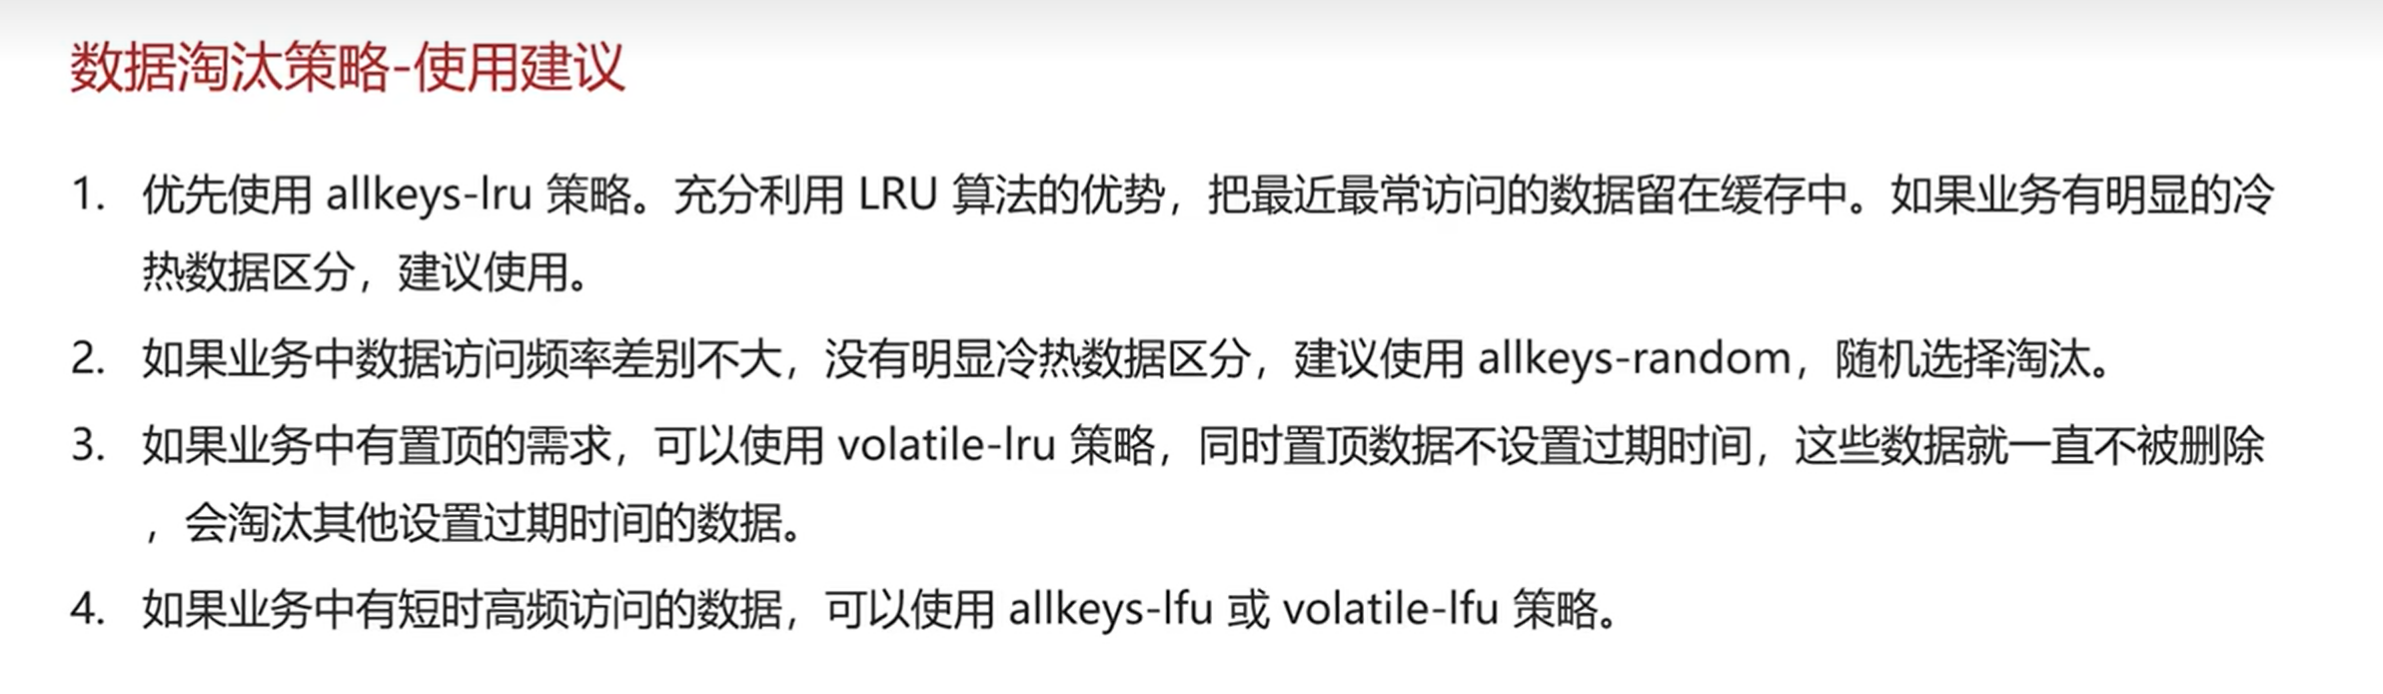 数据淘汰策略-使用建议
1. 优先使用 allkeys-lru 策略。充分利用 LRU 算法的优势，把最近最常访问的数据留在缓存中。如果业务有明显的冷
热数据区分，建议使用。
2. 如果业务中数据访问频率差别不大，没有明显冷热数据区分，建议使用 allkeys-random，随机选择淘汰。
3. 如果业务中有置顶的需求，可以使用 volatile-lru 策略，同时置顶数据不设置过期时间，这些数据就一直不被删除
，会淘汰其他设置过期时间的数据。
4. 如果业务中有短时高频访问的数据，可以使用 allkeys-lfu 或 volatile-lfu 策略。